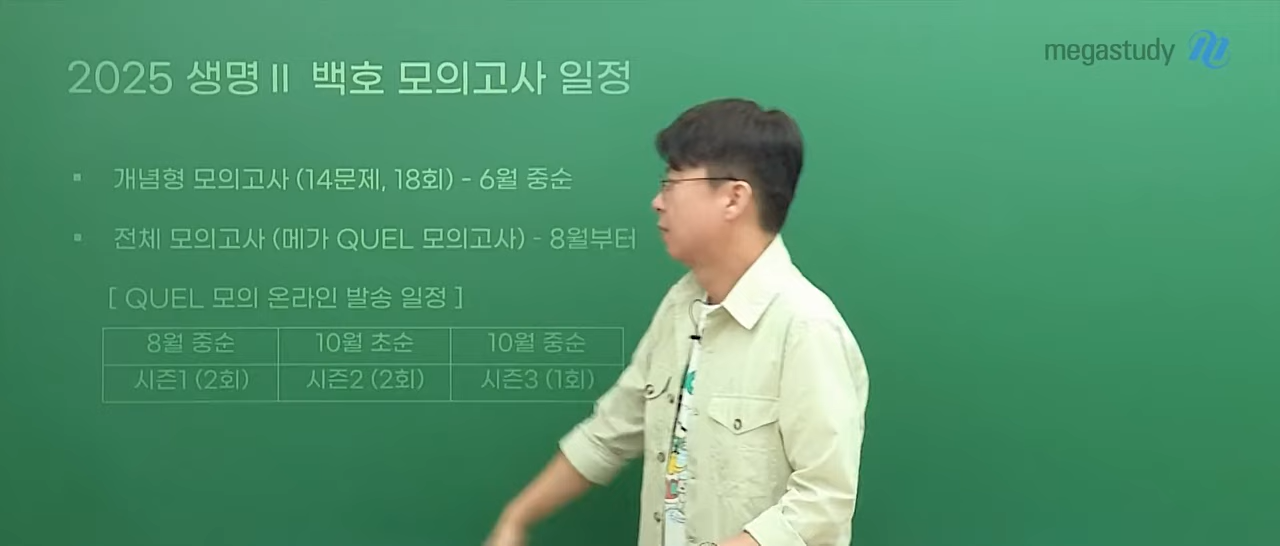 megastudy
2025 생명 II 백호 모의고사 일정
▪ 개념형 모의고사 (14문제, 18회) - 6월 중순
▪ 전체 모의고사 (메가 QUEL 모의고사) - 8월부터
[ QUEL 모의 온라인 발송 일정 ]
8월 중순 10월 초순 10월 중순
시즌1 (2회) 시즌2 (2회) 시즌3 (1회)